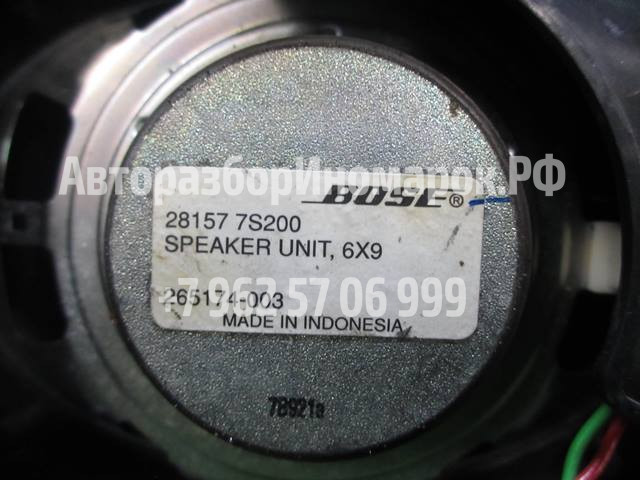 АвторазборИномарок.РФ
BOSE®
28157 7S200
SPEAKER UNIT, 6X9
265174-003
+7 963 57 06 999
MADE IN INDONESIA
7B921a